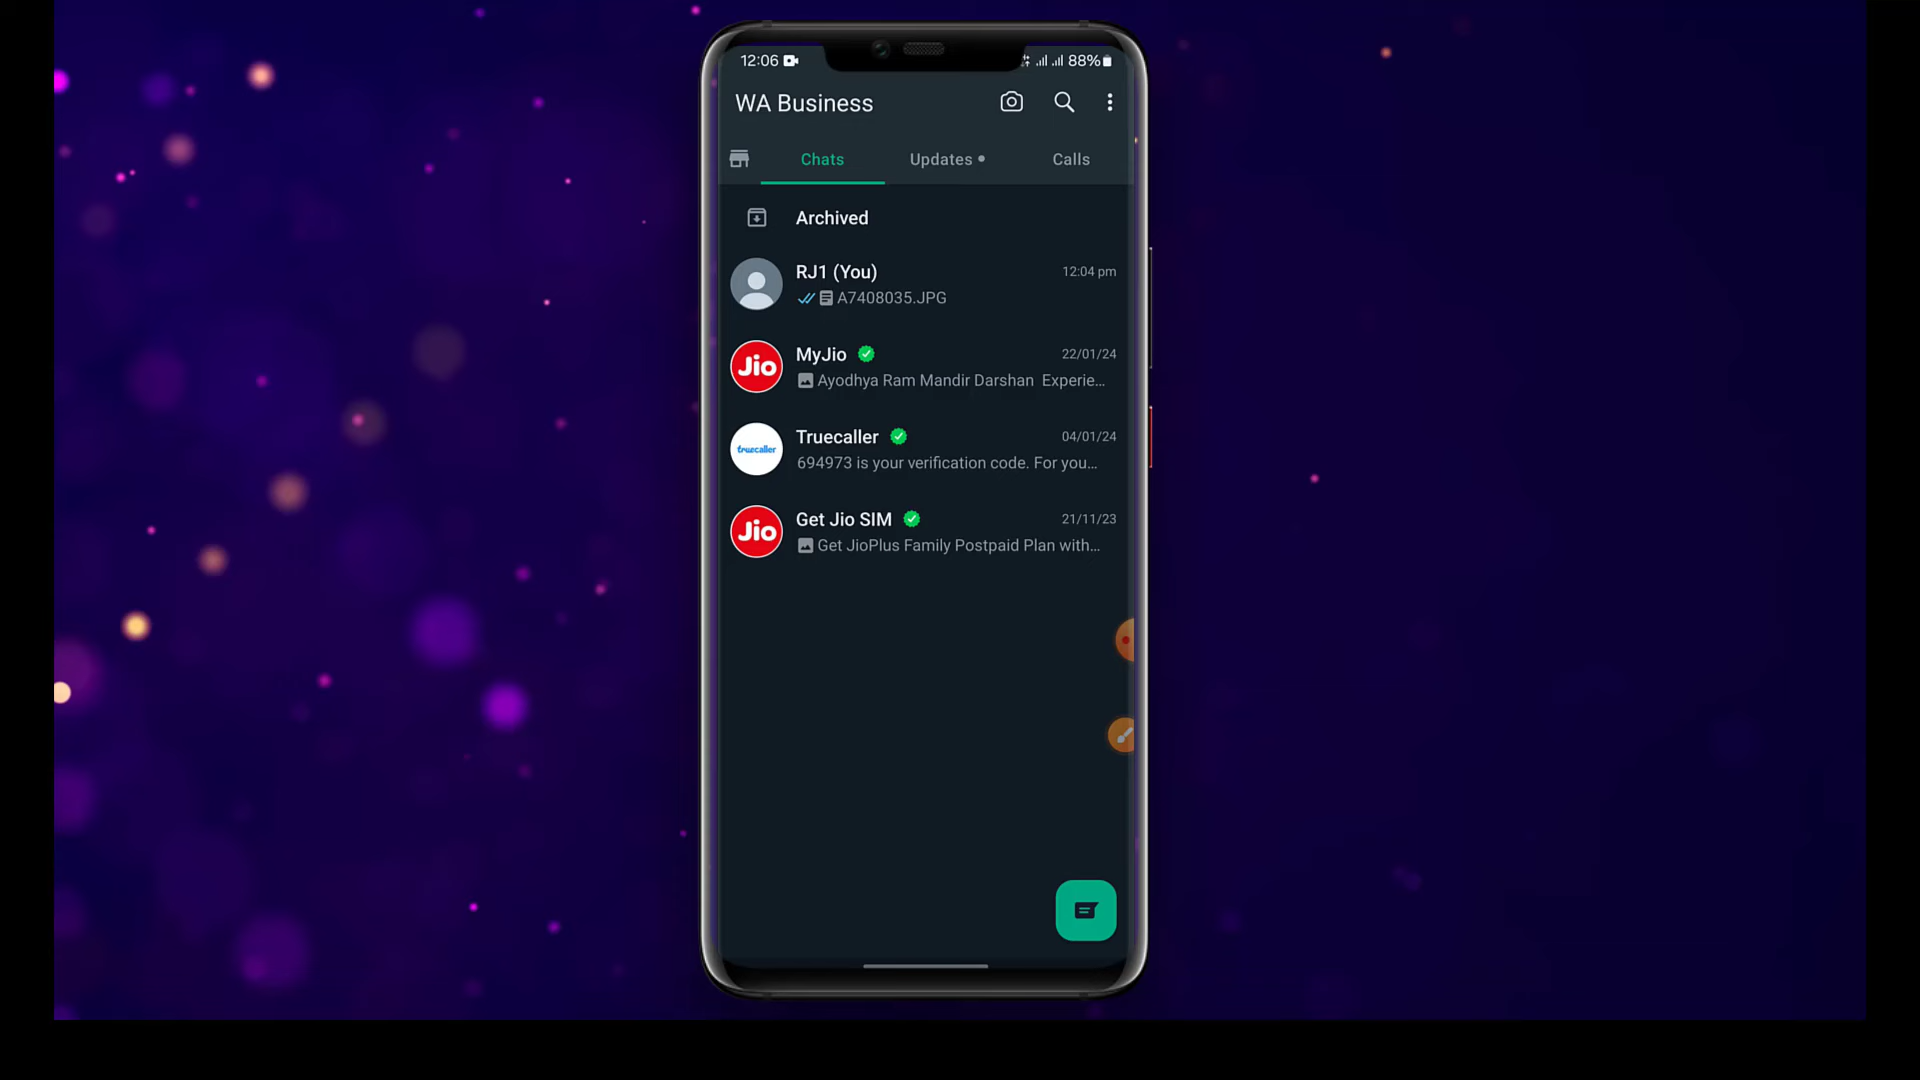 12:06 88%
WA Business
Chats Updates Calls
Archived
RJ1 (You) 12:04 pm
A7408035.JPG
Jio MyJio 22/01/24
Ayodhya Ram Mandir Darshan Experie...
truecaller Truecaller 04/01/24
694973 is your verification code. For you...
Jio Get Jio SIM 21/11/23
Get JioPlus Family Postpaid Plan with...